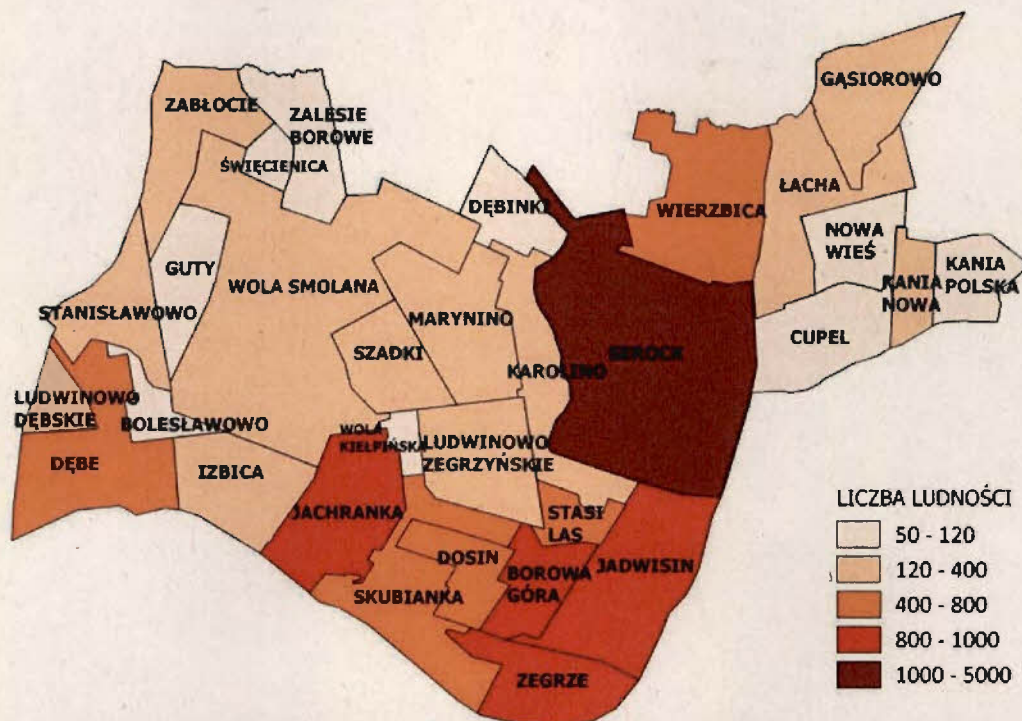 GĄSIOROWO
ZABŁOCIE
ZALESIE
BOROWE
ŚWIĘCIENICA
ŁACHA
DĘBINKI
WIERZBICA
NOWA
WIEŚ
GUTY
KANIA
POLSKA
WOLA SMOLANA
KANIA
NOWA
STANISŁAWOWO
MARYNINO
CUPEL
SZADKI
SEROCK
KAROLINO
LUDWINOWO
DĘBSKIE
BOLESŁAWOWO
WOLA
KIEŁPIŃSKA
LUDWINOWO
ZEGRZYŃSKIE
DĘBE
IZBICA
JACHRANKA
STASI
LAS
DOSIN
BOROWA
GÓRA
JADWISIN
SKUBIANKA
ZEGRZE
LICZBA LUDNOŚCI
50 - 120
120 - 400
400 - 800
800 - 1000
1000 - 5000